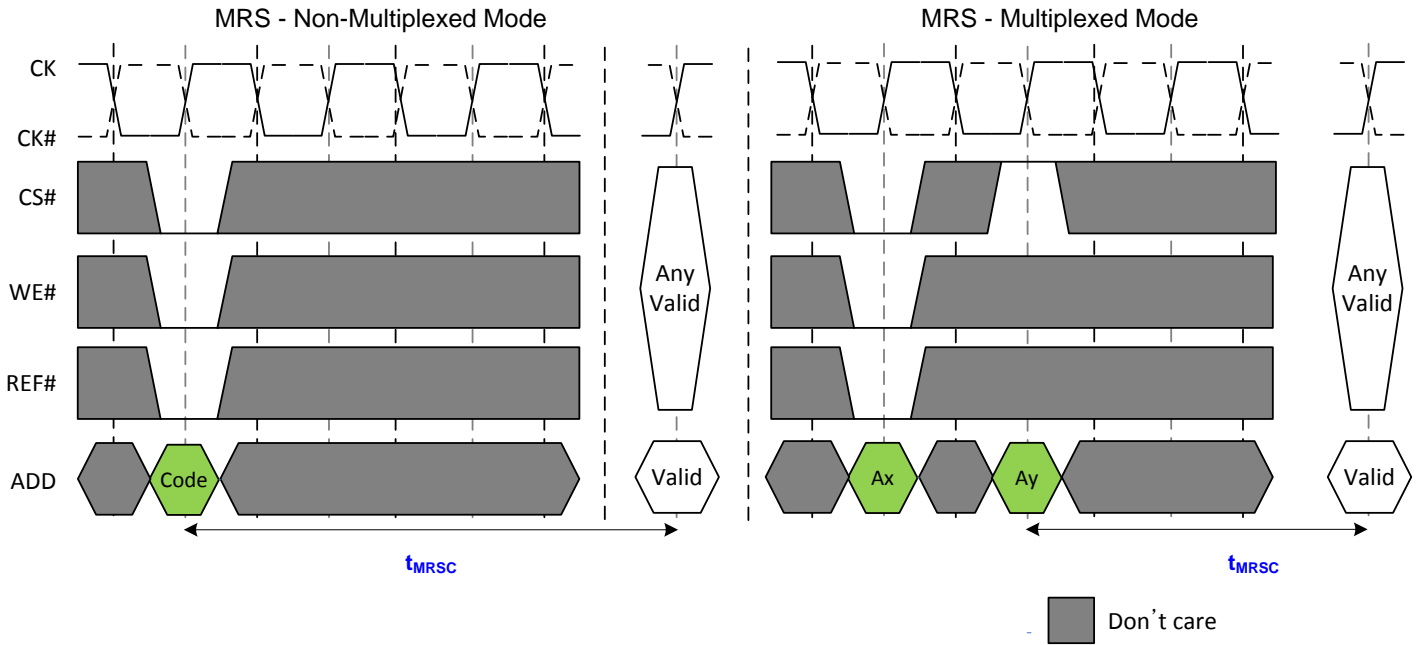 MRS - Non-Multiplexed Mode
MRS - Multiplexed Mode
CK
CK#
CS#
WE#
REF#
ADD
Any
Valid
Code
Valid
tMRSC
Any
Valid
Ax
Ay
Valid
tMRSC
Don't care